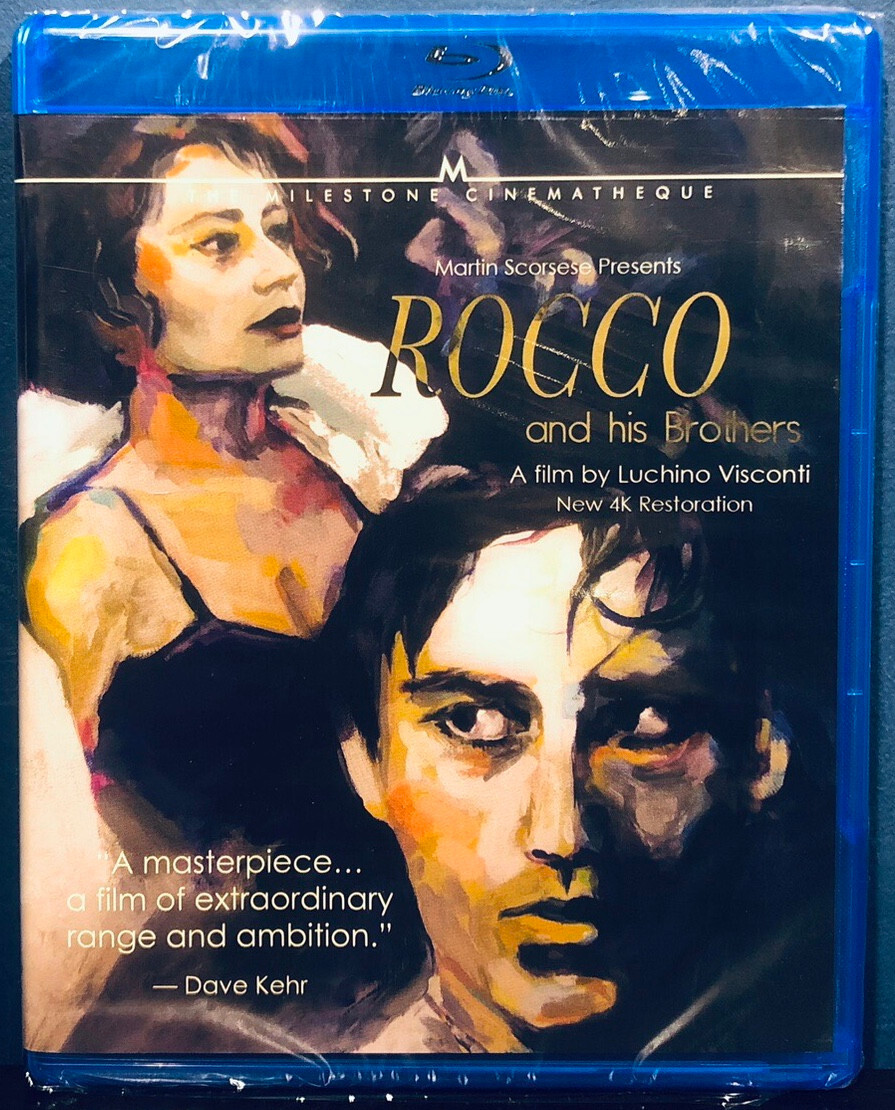 Blu-ray Disc
M
THE MILESTONE CINEMATHEQUE
Martin Scorsese Presents
ROCCO
and his Brothers
A film by Luchino Visconti
New 4K Restoration
"A masterpiece...
a film of extraordinary
range and ambition."
— Dave Kehr